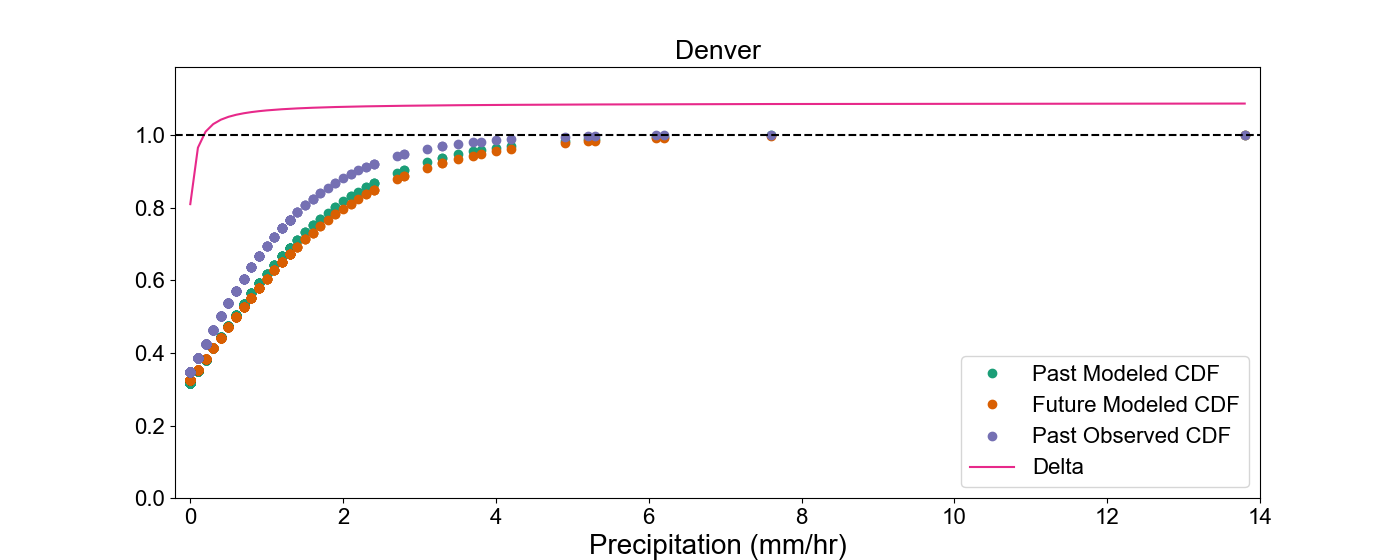 Denver
1.0
0.8
0.6
0.4
0.2
0.0
0 2 4 6 8 10 12 14
Precipitation (mm/hr)
Past Modeled CDF
Future Modeled CDF
Past Observed CDF
Delta